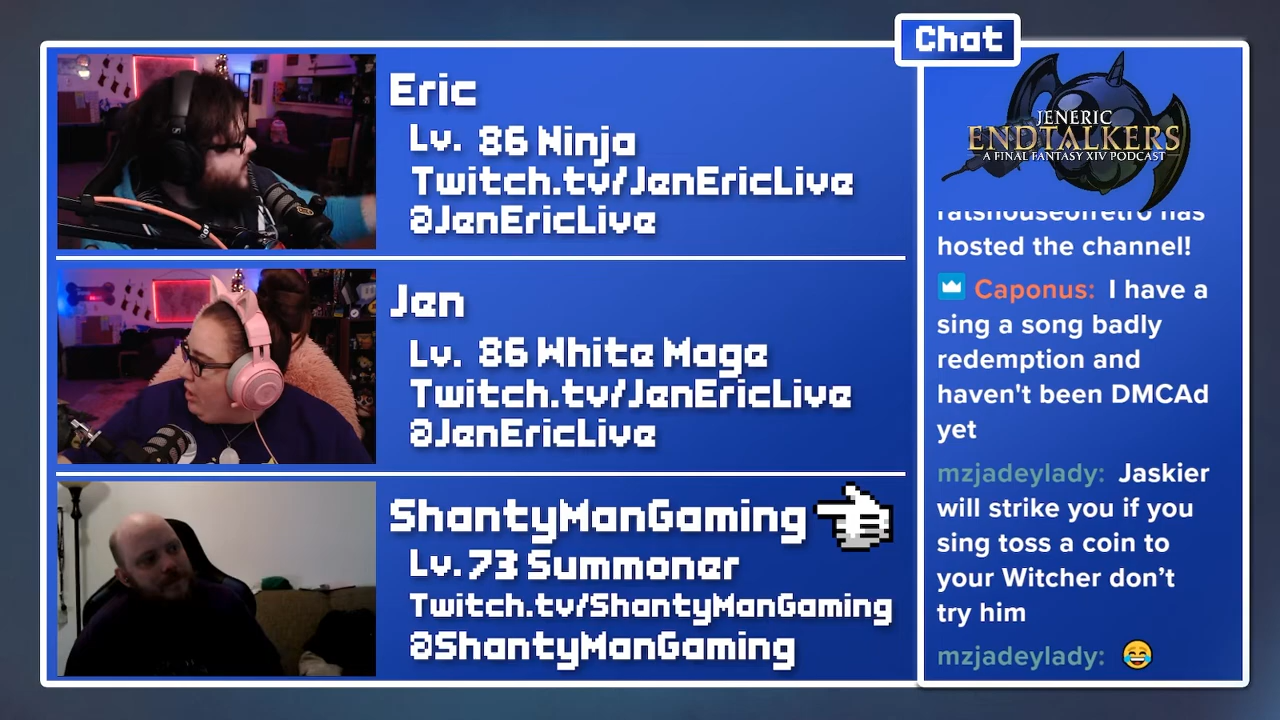 Chat
Eric
Lv. 86 Ninja
Twitch.tv/JenEricLive
@JenEricLive
Jen
Lv. 86 White Mage
Twitch.tv/JenEricLive
@JenEricLive
ShantyManGaming
Lv. 73 Summoner
Twitch.tv/ShantyManGaming
@ShantyManGaming
JENERIC
ENDTALKERS
A FINAL FANTASY XIV PODCAST
ratshouseofretro has
hosted the channel!
Caponus: I have a
sing a song badly
redemption and
haven't been DMCAd
yet
mzjadeylady: Jaskier
will strike you if you
sing toss a coin to
your Witcher don’t
try him
mzjadeylady: 😂